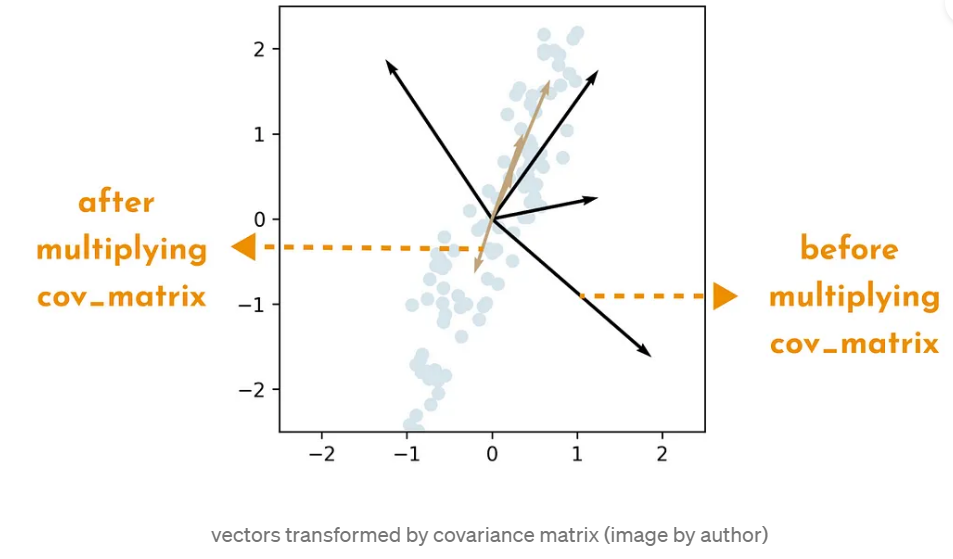 2
1
0
−1
−2
−2
−1
0
1
2
after
multiplying
cov_matrix
before
multiplying
cov_matrix
vectors transformed by covariance matrix (image by author)